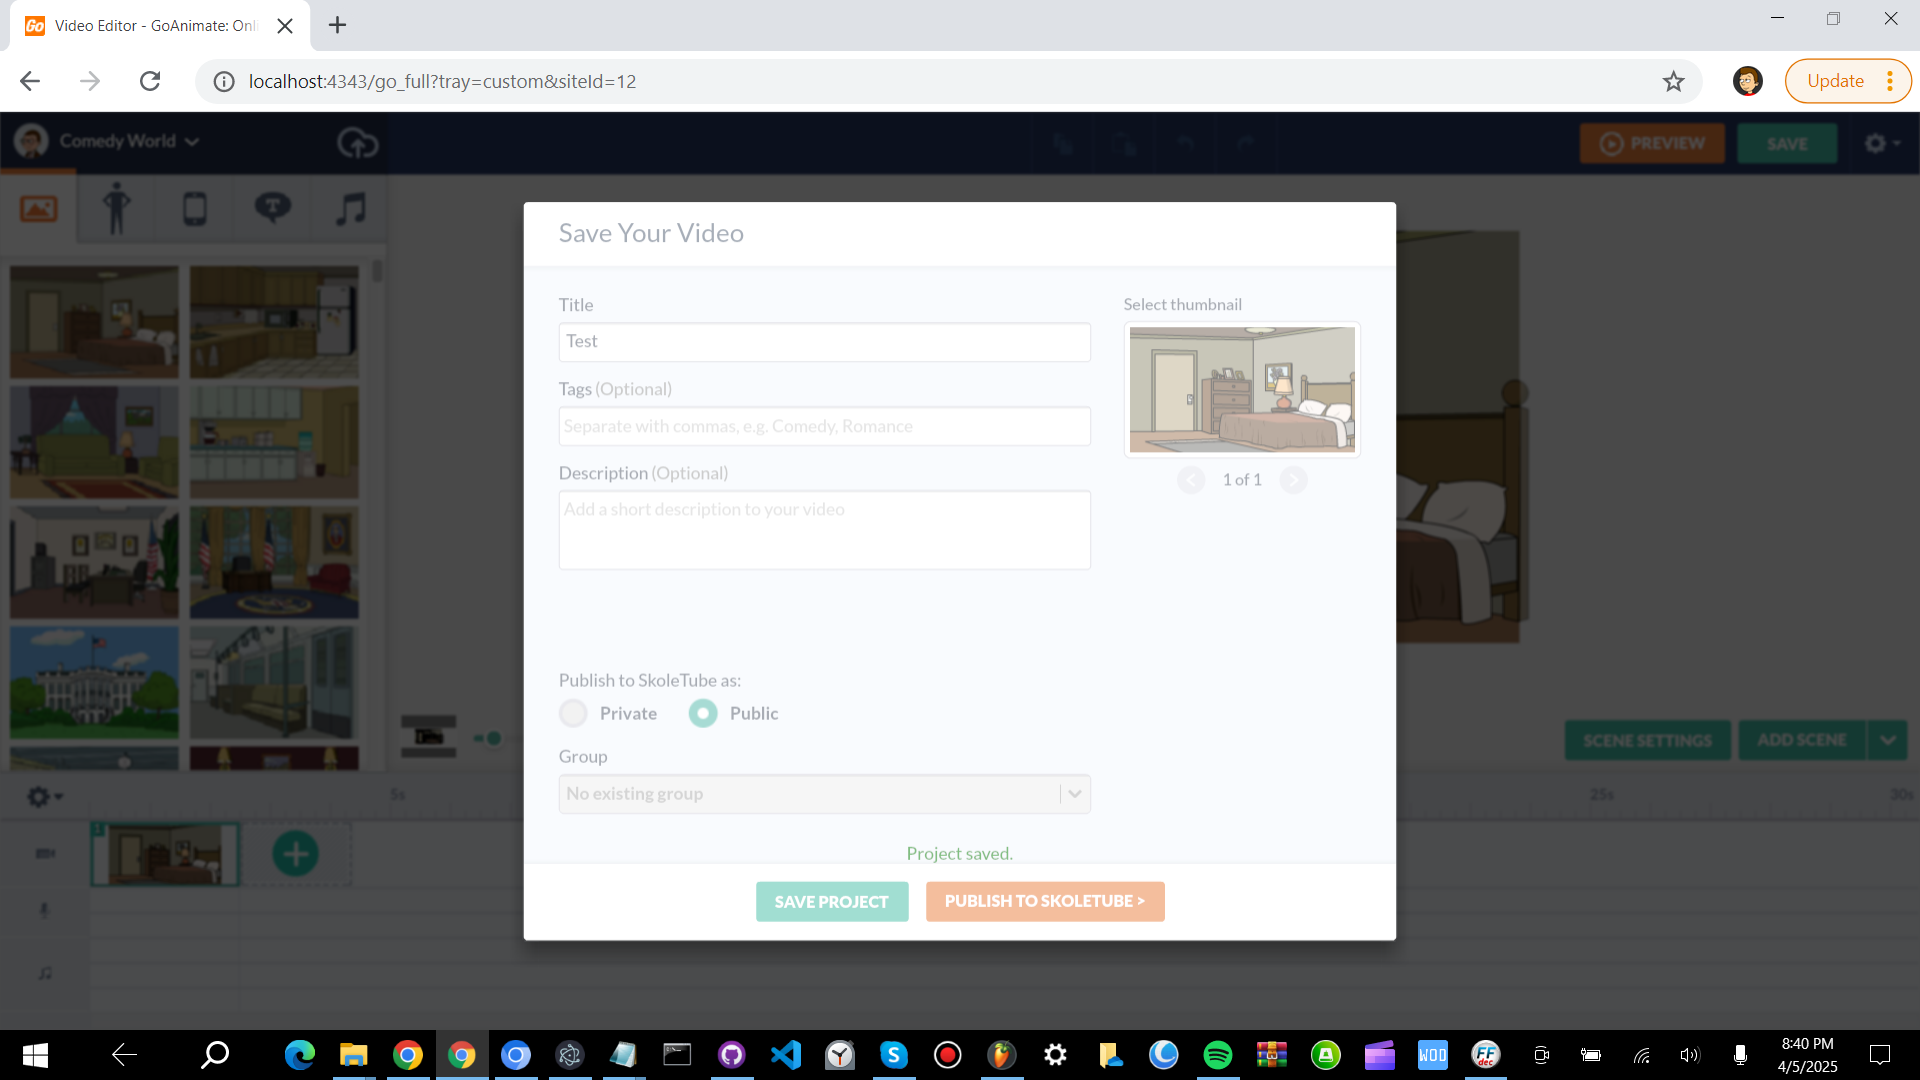 Video Editor - GoAnimate: Onli
localhost:4343/go_full?tray=custom&siteId=12
Update
Comedy World
PREVIEW
SAVE
Save Your Video
Title
Test
Tags (Optional)
Separate with commas, e.g. Comedy, Romance
Description (Optional)
Add a short description to your video
Select thumbnail
1 of 1
Publish to SkoleTube as:
Private
Public
Group
No existing group
Project saved.
SAVE PROJECT
PUBLISH TO SKOLETUBE >
SCENE SETTINGS
ADD SCENE
5s
25s
30s
1
8:40 PM
4/5/2025